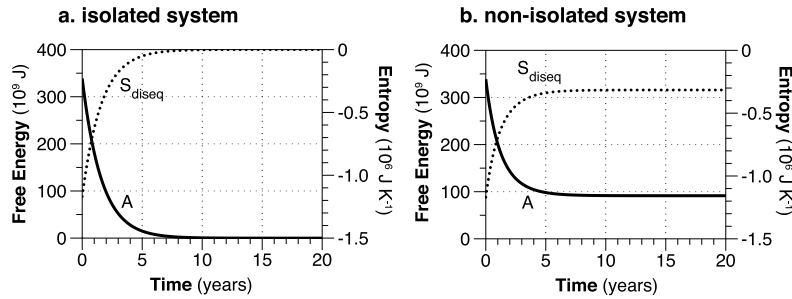 a. isolated system
400
300
200
100
0
Free Energy (10⁹ J)
S_diseq
A
0
-0.5
-1.0
-1.5
Entropy (10⁶ J K⁻¹)
0 5 10 15 20
Time (years)
b. non-isolated system
400
300
200
100
0
Free Energy (10⁹ J)
S_diseq
A
0
-0.5
-1.0
-1.5
Entropy (10⁶ J K⁻¹)
0 5 10 15 20
Time (years)